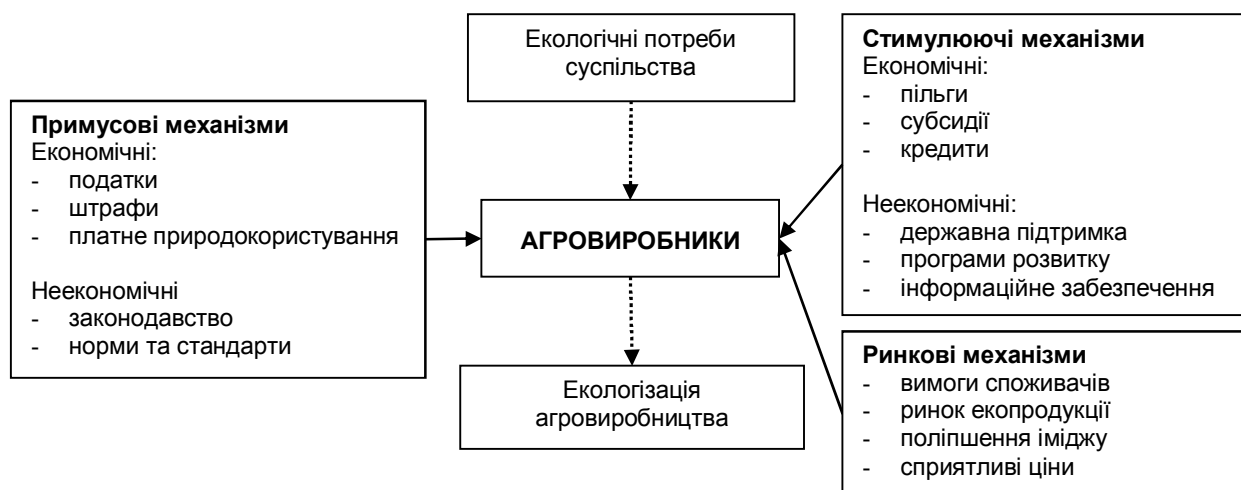 Екологічні потреби
суспільства
Примусові механізми
Економічні:
- податки
- штрафи
- платне природокористування
Неекономічні
- законодавство
- норми та стандарти
АГРОВИРОБНИКИ
Екологізація
агровиробництва
Стимулюючі механізми
Економічні:
- пільги
- субсидії
- кредити
Неекономічні:
- державна підтримка
- програми розвитку
- інформаційне забезпечення
Ринкові механізми
- вимоги споживачів
- ринок екопродукції
- поліпшення іміджу
- сприятливі ціни